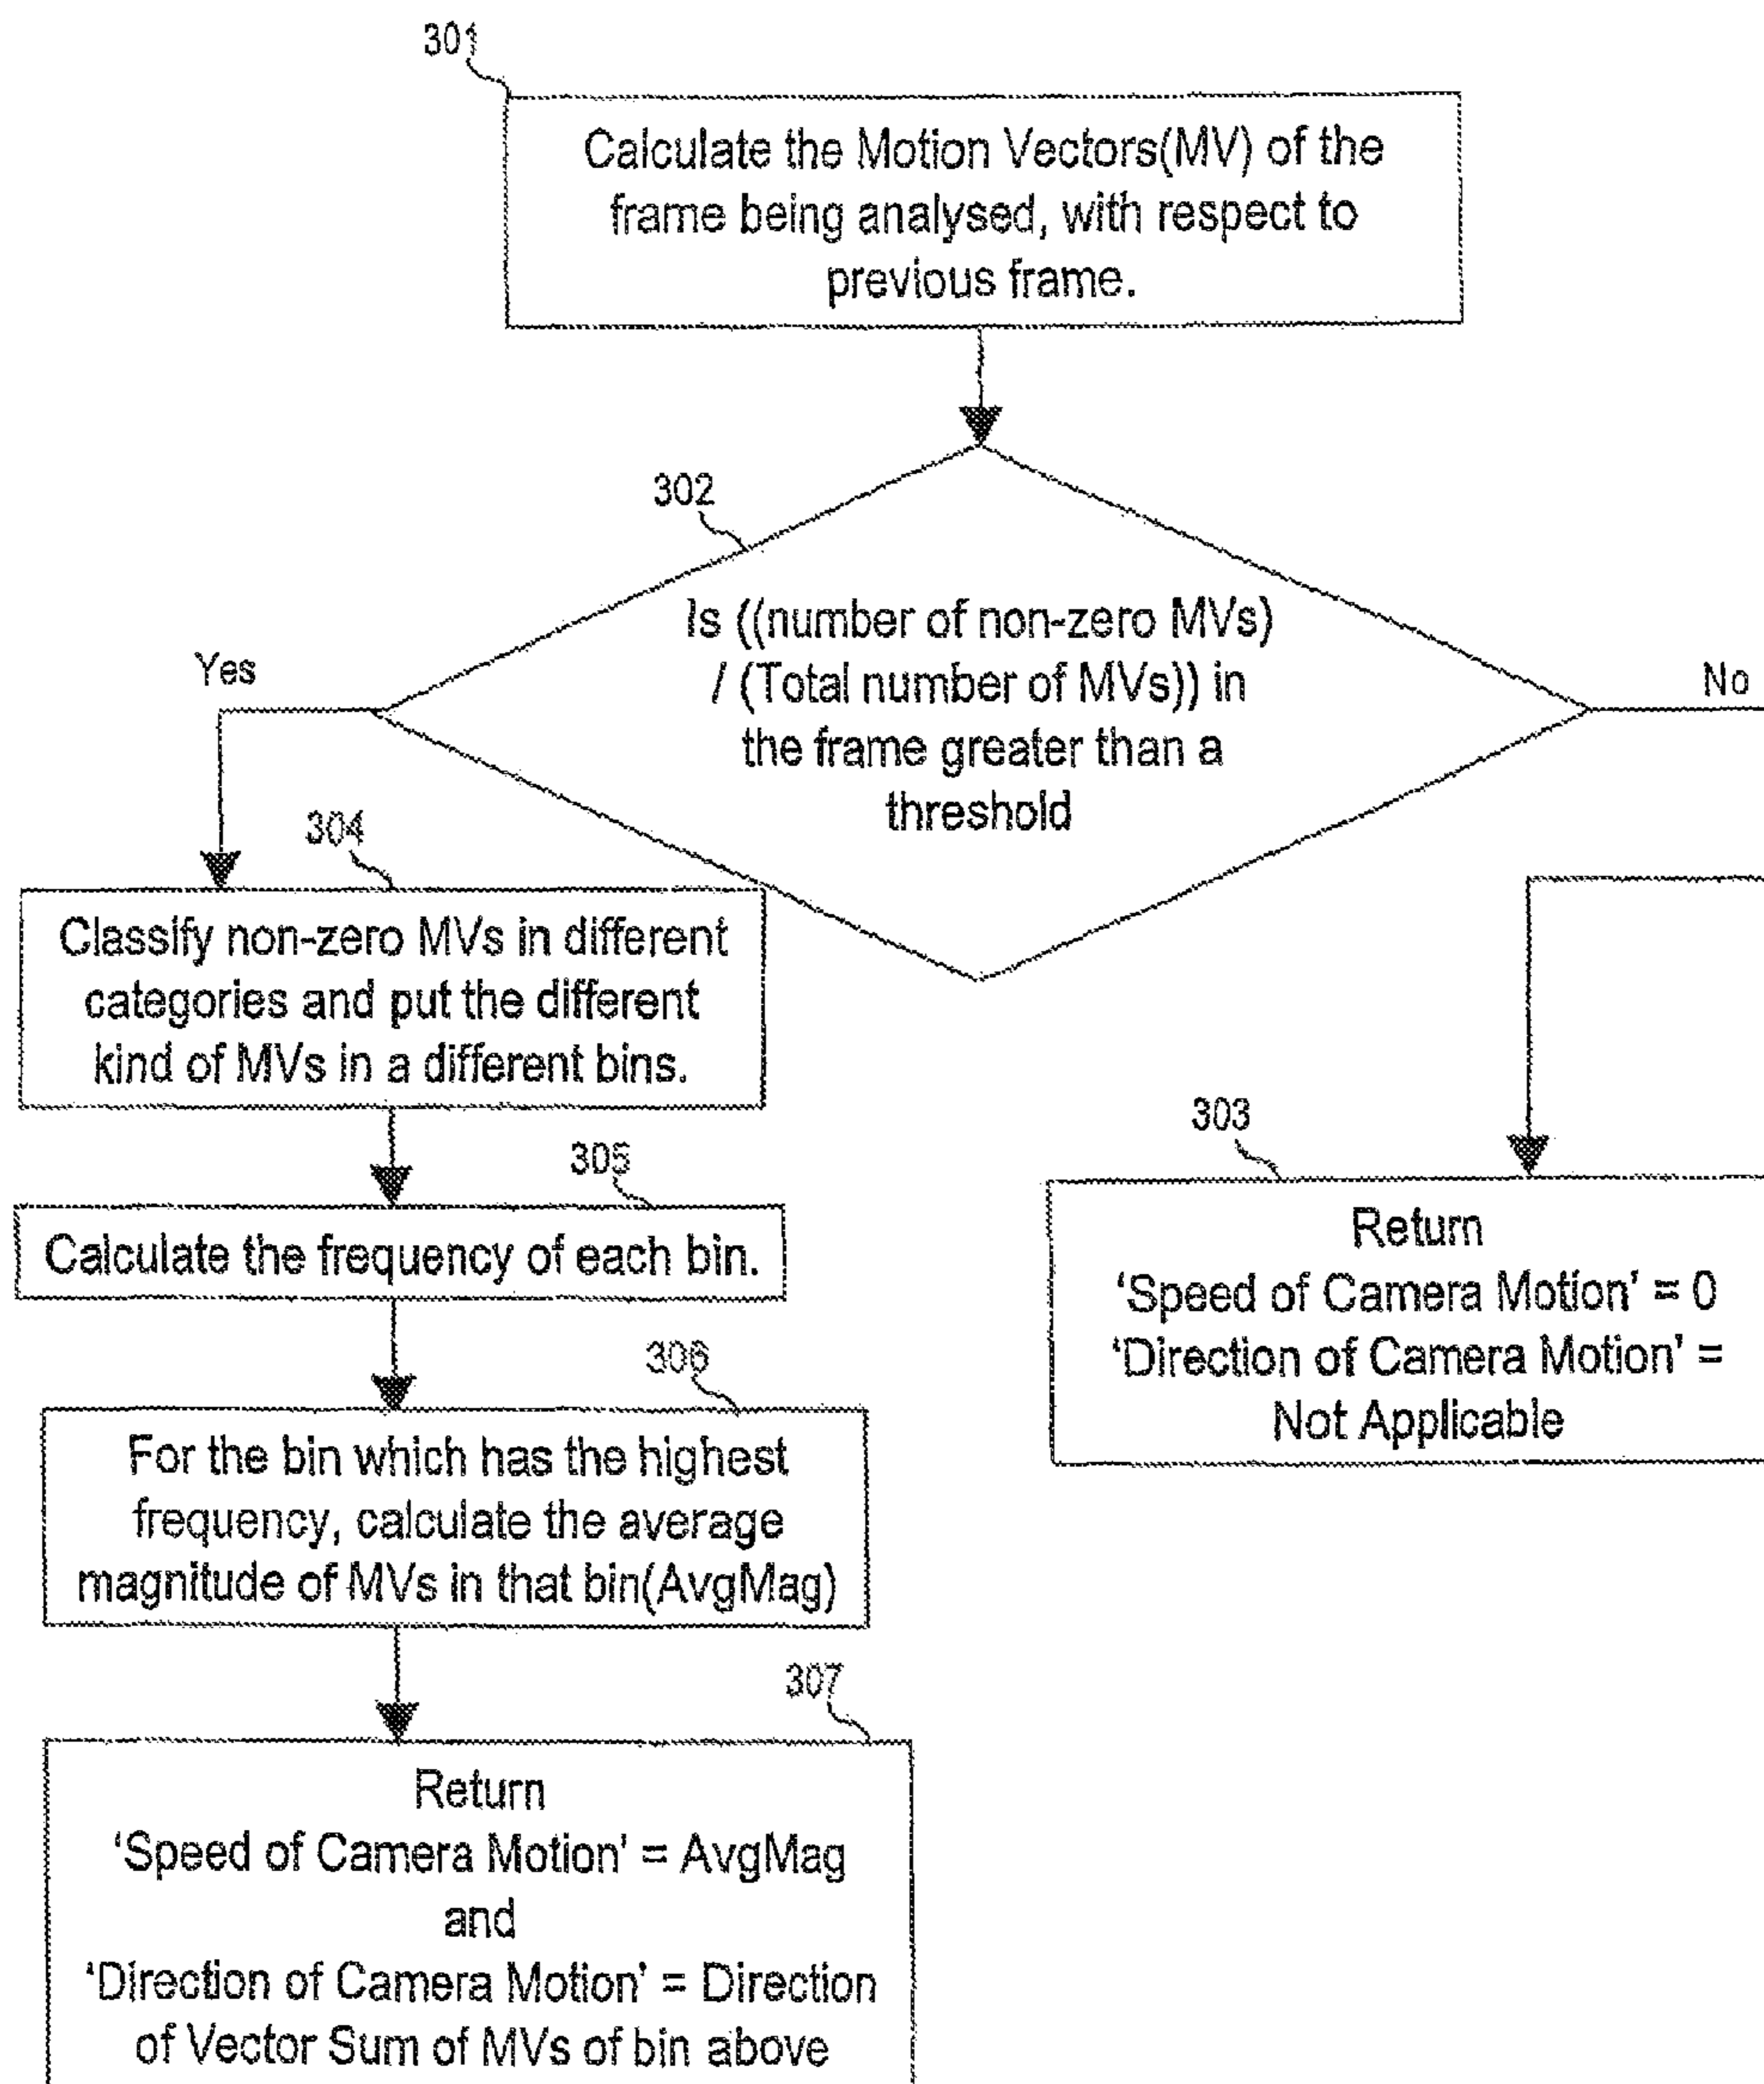 301
Calculate the Motion Vectors(MV) of the
frame being analysed, with respect to
previous frame.
302
Is ((number of non-zero MVs)
/ (Total number of MVs)) in
the frame greater than a
threshold
Yes
No
304
Classify non-zero MVs in different
categories and put the different
kind of MVs in a different bins.
305
Calculate the frequency of each bin.
306
For the bin which has the highest
frequency, calculate the average
magnitude of MVs in that bin(AvgMag)
307
Return
'Speed of Camera Motion' = AvgMag
and
'Direction of Camera Motion' = Direction
of Vector Sum of MVs of bin above
303
Return
'Speed of Camera Motion' = 0
'Direction of Camera Motion' =
Not Applicable